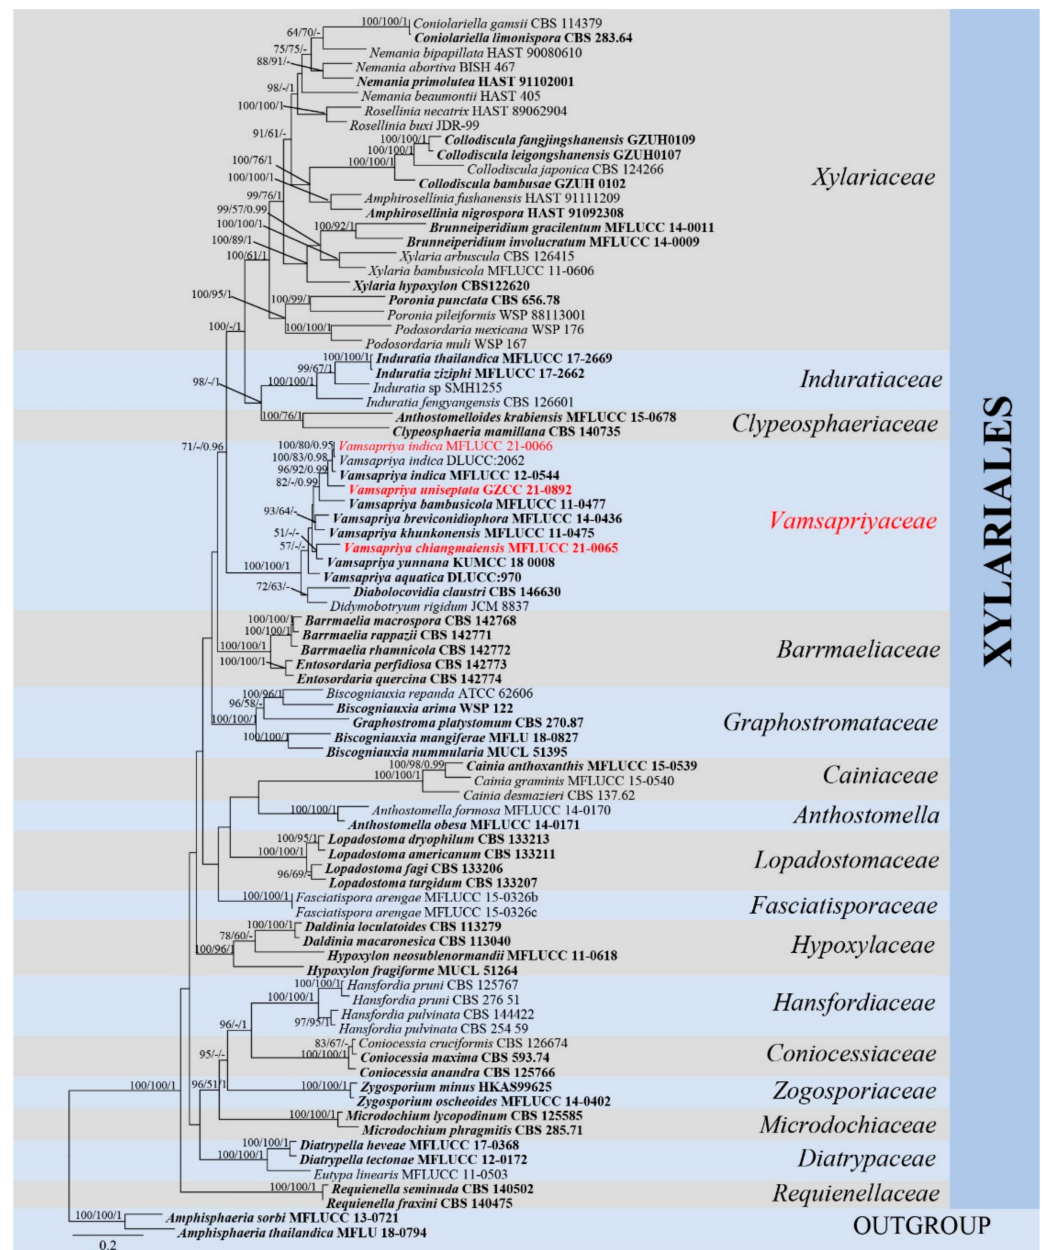 100/100/1 Coniolariella gamsii CBS 114379
64/70/- Coniolariella limonispora CBS 283.64
75/75/- Nemania bipapillata HAST 90080610
88/91/- Nemania abortiva BISH 467
Nemania primolutea HAST 91102001
98/-/1 Nemania beaumontii HAST 405
100/100/1 Rosellinia necatrix HAST 89062904
Rosellinia buxi JDR-99
91/61/-
100/100/1 Collodiscula fangjingshanensis GZUH0109
100/100/1 Collodiscula leigongshanensis GZUH0107
100/100/1 Collodiscula japonica CBS 124266
100/76/1 Collodiscula bambusae GZUH 0102
100/100/1 Amphirosellinia fushanensis HAST 91111209
99/76/1 Amphirosellinia nigrospora HAST 91092308
99/57/0.99
100/92/1 Brunneiperidium gracilentum MFLUCC 14-0011
100/100/1 Brunneiperidium involucratum MFLUCC 14-0009
100/89/1 Xylaria arbuscula CBS 126415
100/61/1 Xylaria bambusicola MFLUCC 11-0606
Xylaria hypoxylon CBS122620
100/95/1 100/99/1 Poronia punctata CBS 656.78
Poronia pileiformis WSP 88113001
100/-/1 100/100/1 Podosordaria mexicana WSP 176
Podosordaria muli WSP 167
Xylariaceae
100/100/1 Induratia thailandica MFLUCC 17-2669
99/67/1 Induratia ziziphi MFLUCC 17-2662
98/-/1 100/100/1 Induratia sp SMH1255
Induratia fengyangensis CBS 126601
Induratiaceae
100/76/1 Anthostomelloides krabiensis MFLUCC 15-0678
Clypeosphaeria mamillana CBS 140735
Clypeosphaeriaceae
71/-/0.96
100/80/0.95 Vamsapriya indica MFLUCC 21-0066
100/83/0.98 Vamsapriya indica DLUCC:2062
96/92/0.99 Vamsapriya indica MFLUCC 12-0544
82/-/0.99 Vamsapriya uniseptata GZCC 21-0892
Vamsapriya bambusicola MFLUCC 11-0477
93/64/- Vamsapriya breviconidiophora MFLUCC 14-0436
Vamsapriya khunkonensis MFLUCC 11-0475
51/-/- Vamsapriya chiangmaiensis MFLUCC 21-0065
57/-/- Vamsapriya yunnana KUMCC 18 0008
100/100/1 Vamsapriya aquatica DLUCC:970
72/63/- Diabolocovidia claustri CBS 146630
Didymobotryum rigidum JCM 8837
Vamsapriyaceae
100/100/1 Barrmaelia macrospora CBS 142768
100/100/1 Barrmaelia rappazii CBS 142771
100/100/1 Barrmaelia rhamnicola CBS 142772
100/100/1 Entosordaria perfidiosa CBS 142773
Entosordaria quercina CBS 142774
Barrmaeliaceae
100/96/1 Biscogniauxia repanda ATCC 62606
96/58/- Biscogniauxia arima WSP 122
100/100/1 Graphostroma platystomum CBS 270.87
100/100/1 Biscogniauxia mangiferae MFLU 18-0827
Biscogniauxia nummularia MUCL 51395
Graphostromataceae
100/98/0.99 Cainia anthoxanthis MFLUCC 15-0539
100/100/1 Cainia graminis MFLUCC 15-0540
Cainia desmazieri CBS 137.62
Cainiaceae
100/100/1 Anthostomella formosa MFLUCC 14-0170
Anthostomella obesa MFLUCC 14-0171
Anthostomella
100/95/1 Lopadostoma dryophilum CBS 133213
100/100/1 Lopadostoma americanum CBS 133211
Lopadostoma fagi CBS 133206
96/69/- Lopadostoma turgidum CBS 133207
Lopadostomaceae
100/100/1 Fasciatispora arengae MFLUCC 15-0326b
Fasciatispora arengae MFLUCC 15-0326c
Fasciatisporaceae
100/100/1 Daldinia loculatoides CBS 113279
78/60/- Daldinia macaronesica CBS 113040
100/96/1 Hypoxylon neosublenormandii MFLUCC 11-0618
Hypoxylon fragiforme MUCL 51264
Hypoxylaceae
100/100/1 Hansfordia pruni CBS 125767
100/100/1 Hansfordia pruni CBS 276 51
Hansfordia pulvinata CBS 144422
96/-/1 97/95/1 Hansfordia pulvinata CBS 254 59
Hansfordiaceae
83/67/- Coniocessia cruciformis CBS 126674
95/-/- 100/100/1 Coniocessia maxima CBS 593.74
Coniocessia anandra CBS 125766
Coniocessiaceae
100/100/1 96/51/1 100/100/1 Zygosporium minus HKAS99625
Zygosporium oscheoides MFLUCC 14-0402
Zogosporiaceae
100/100/1 Microdochium lycopodinum CBS 125585
Microdochium phragmitis CBS 285.71
Microdochiaceae
100/100/1 Diatrypella heveae MFLUCC 17-0368
100/100/1 Diatrypella tectonae MFLUCC 12-0172
Eutypa linearis MFLUCC 11-0503
Diatrypaceae
100/100/1 Requienella seminuda CBS 140502
Requienella fraxini CBS 140475
Requienellaceae
100/100/1 Amphisphaeria sorbi MFLUCC 13-0721
Amphisphaeria thailandica MFLU 18-0794
OUTGROUP
0.2
XYLARIALES